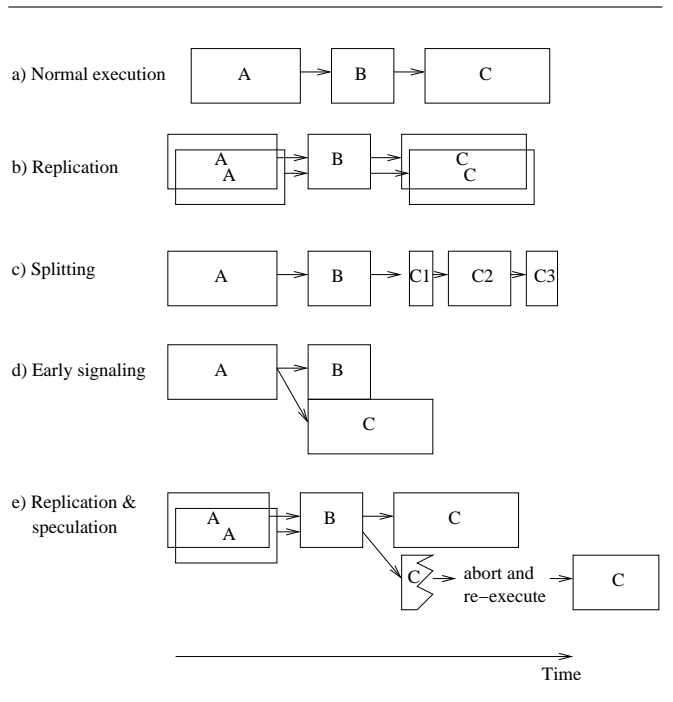 a) Normal execution
A
B
C
b) Replication
A
A
B
C
C
c) Splitting
A
B
C1
C2
C3
d) Early signaling
A
B
C
e) Replication &
speculation
A
A
B
C
C
abort and
re−execute
C
Time